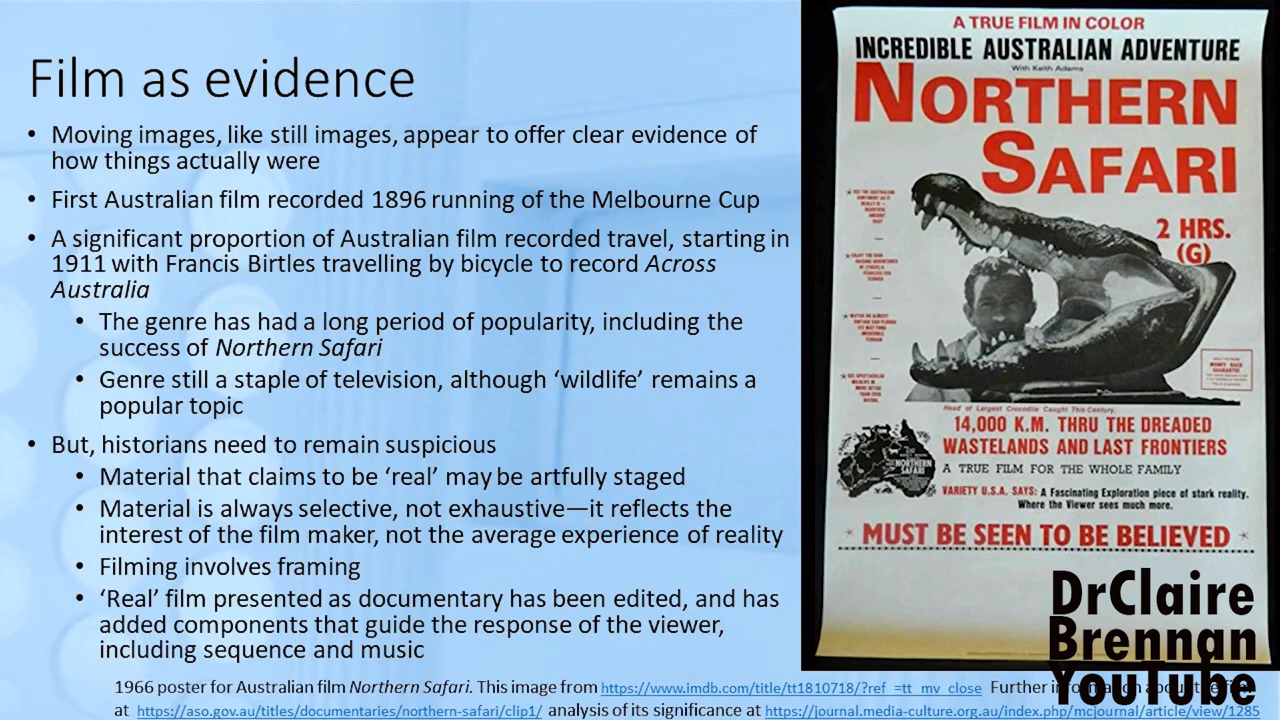 Film as evidence
• Moving images, like still images, appear to offer clear evidence of
how things actually were
• First Australian film recorded 1896 running of the Melbourne Cup
• A significant proportion of Australian film recorded travel, starting in
1911 with Francis Birtles travelling by bicycle to record Across
Australia
• The genre has had a long period of popularity, including the
success of Northern Safari
• Genre still a staple of television, although ‘wildlife’ remains a
popular topic
• But, historians need to remain suspicious
• Material that claims to be ‘real’ may be artfully staged
• Material is always selective, not exhaustive—it reflects the
interest of the film maker, not the average experience of reality
• Filming involves framing
• ‘Real’ film presented as documentary has been edited, and has
added components that guide the response of the viewer,
including sequence and music
A TRUE FILM IN COLOR
INCREDIBLE AUSTRALIAN ADVENTURE
With Keith Adams
NORTHERN
SAFARI
2 HRS.
(G)
MONEY BACK
GUARANTEE
Head of Largest Crocodile Caught This Century.
14,000 K.M. THRU THE DREADED
WASTELANDS AND LAST FRONTIERS
NORTHERN
SAFARI
A TRUE FILM FOR THE WHOLE FAMILY
VARIETY U.S.A. SAYS: A Fascinating Exploration piece of stark reality.
Where the Viewer sees much more.
MUST BE SEEN TO BE BELIEVED
DrClaire
Brennan
YouTube
1966 poster for Australian film Northern Safari. This image from https://www.imdb.com/title/tt1810718/?ref_=tt_mv_close Further information about the film
at https://aso.gov.au/titles/documentaries/northern-safari/clip1/ analysis of its significance at https://journal.media-culture.org.au/index.php/mcjournal/article/view/1285